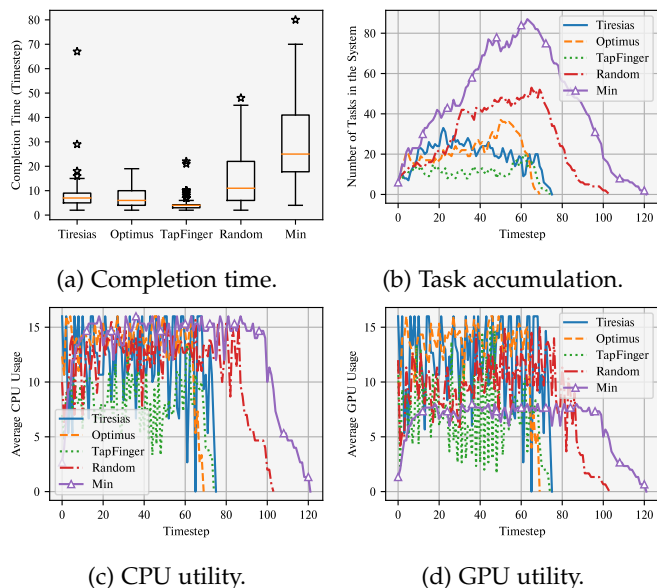 80
70
60
50
40
30
20
10
0
Completion Time (Timestep)
Tiresias Optimus TapFinger Random Min
(a) Completion time.
80
60
40
20
0
Number of Tasks in the System
Tiresias
Optimus
TapFinger
Random
Min
0 20 40 60 80 100 120
Timestep
(b) Task accumulation.
15
10
5
0
Average CPU Usage
Tiresias
Optimus
TapFinger
Random
Min
0 20 40 60 80 100 120
Timestep
(c) CPU utility.
15
10
5
0
Average GPU Usage
Tiresias
Optimus
TapFinger
Random
Min
0 20 40 60 80 100 120
Timestep
(d) GPU utility.